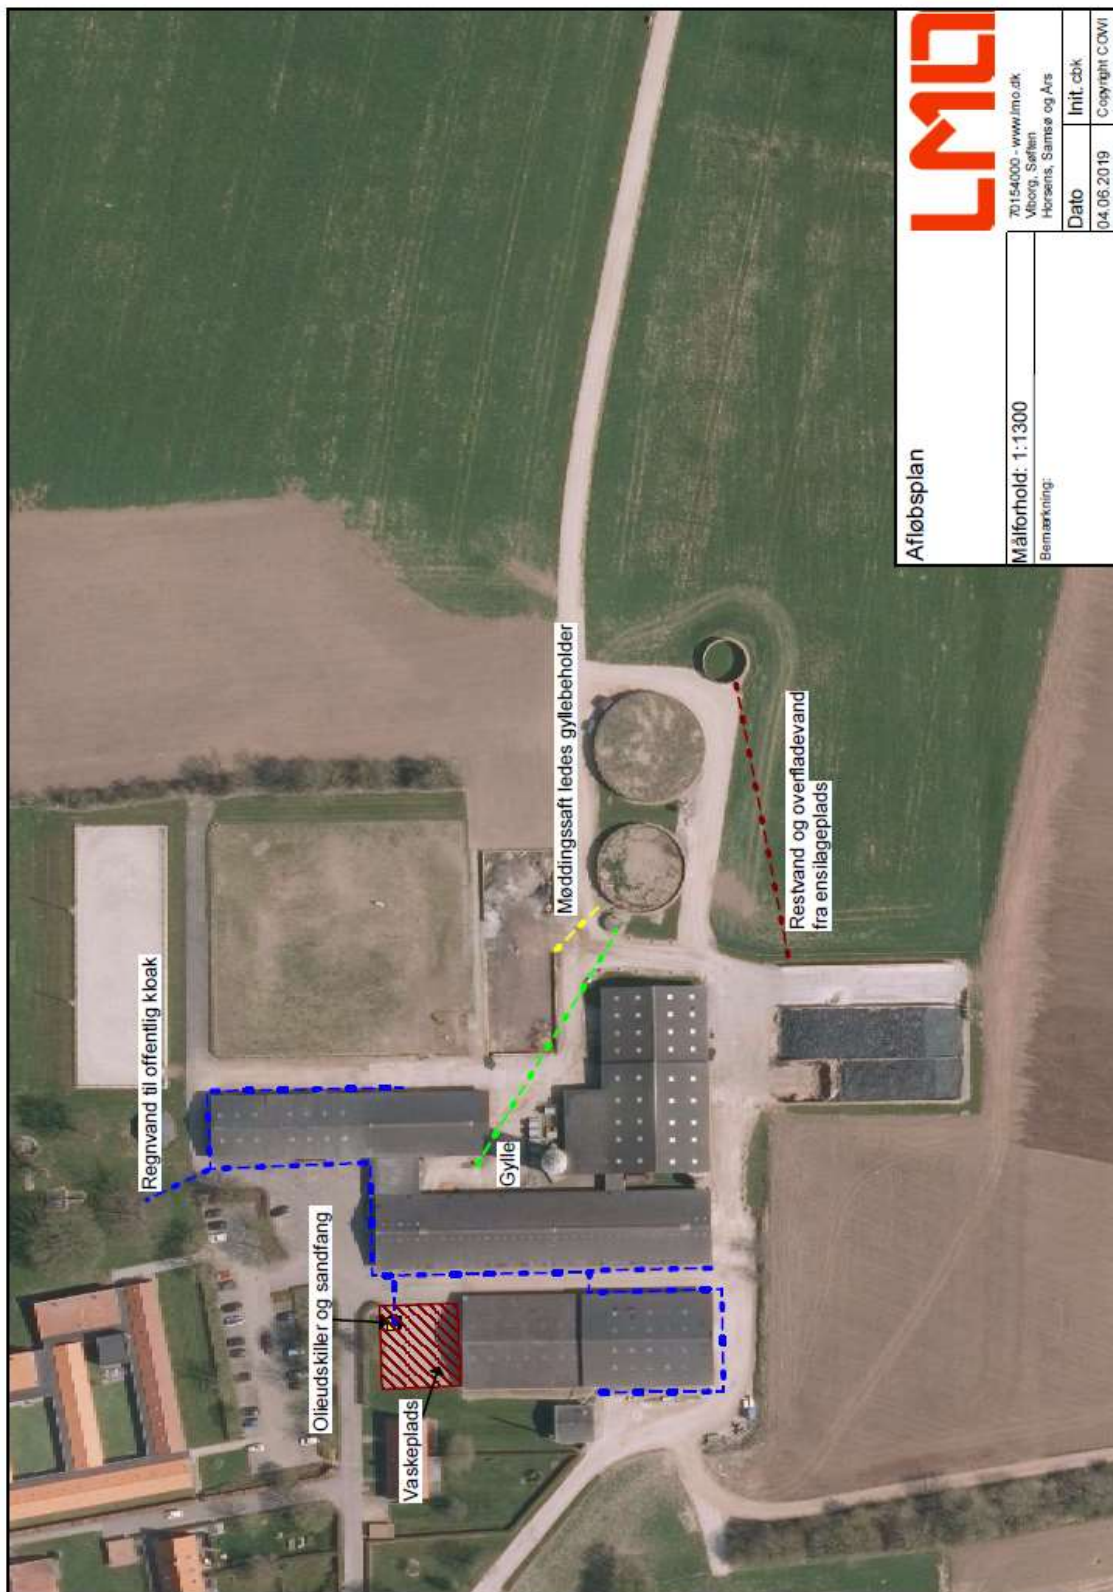 Regnvand til offentlig kloak
Olieudskiller og sandfang
Vaskeplads
Gylle
Møddingssaft ledes gyllebeholder
Restvand og overfladevand
fra ensilageplads
Afløbsplan
LMO
70154000 - www.lmo.dk
Viborg, Søften
Horsens, Samsø og Års
Målforhold: 1:1300
Bemærkning:
Dato
Init. cbk
04.06.2019
Copyright COWI